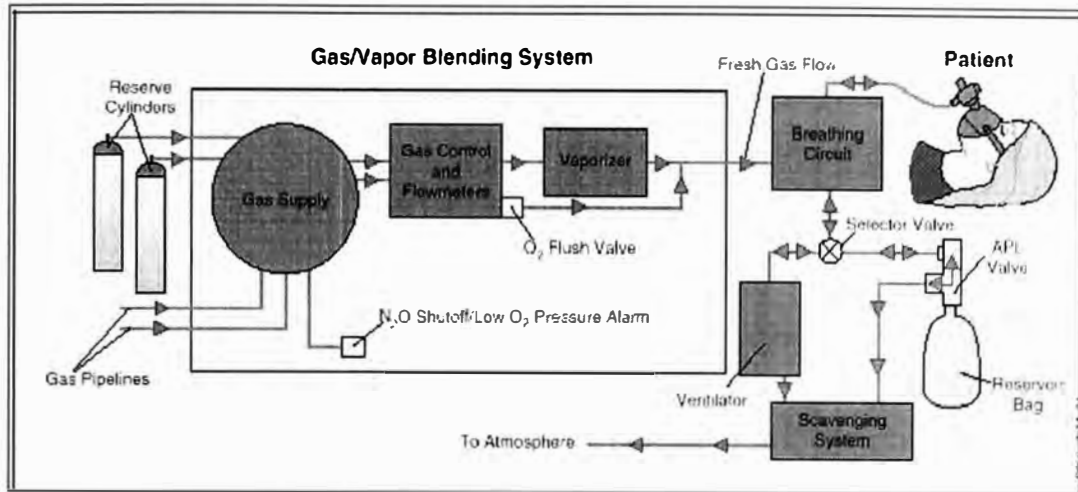 Gas/Vapor Blending System
Fresh Gas Flow
Patient
Reserve
Cylinders
Gas Supply
Gas Control
and
Flowmeters
Vaporizer
Breathing
Circuit
O₂ Flush Valve
Selector Valve
APL
Valve
N₂O Shutoff/Low O₂ Pressure Alarm
Gas Pipelines
Ventilator
Reservoir
Bag
Scavenging
System
To Atmosphere